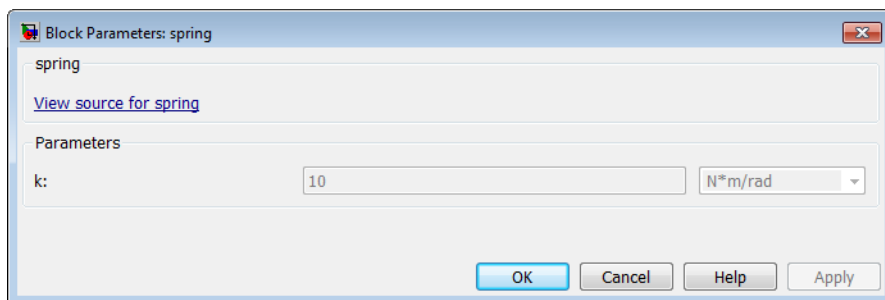 Block Parameters: spring
spring
View source for spring
Parameters
k: 10 N*m/rad
OK Cancel Help Apply